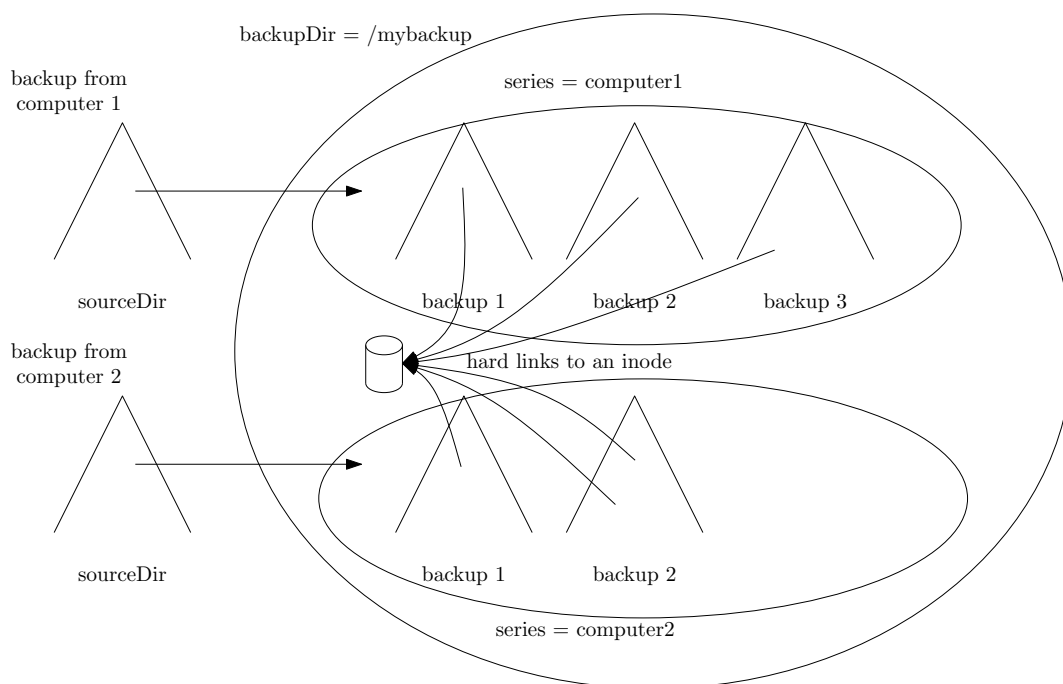 backupDir = /mybackup
backup from
computer 1
series = computer1
sourceDir
backup 1
backup 2
backup 3
backup from
computer 2
hard links to an inode
sourceDir
backup 1
backup 2
series = computer2